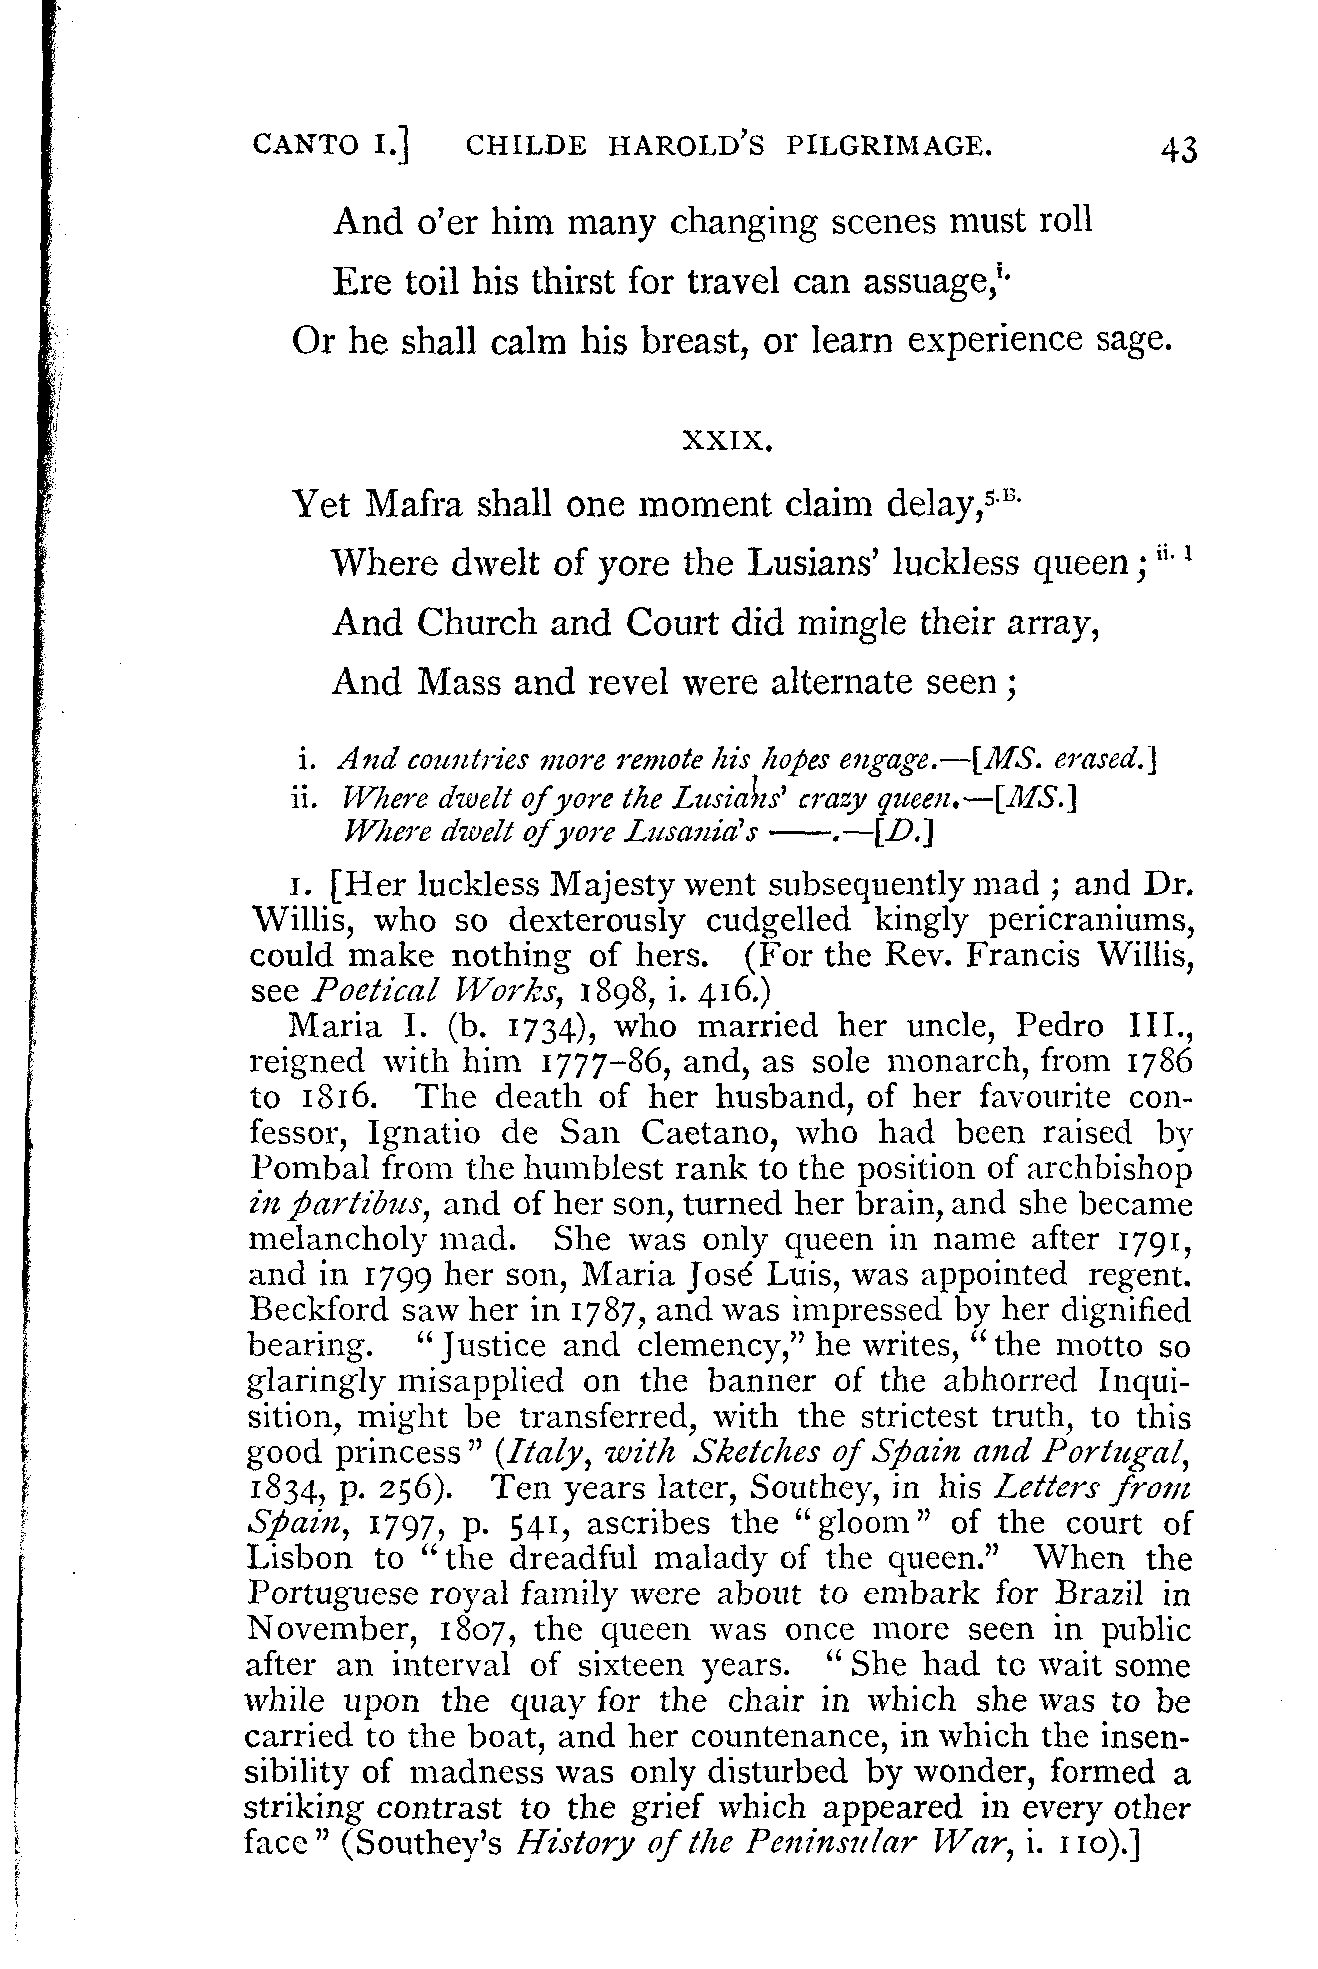 CANTO I.] CHILDE HAROLD'S PILGRIMAGE. 43
And o'er him many changing scenes must roll
Ere toil his thirst for travel can assuage,i.
Or he shall calm his breast, or learn experience sage.
XXIX.
Yet Mafra shall one moment claim delay,5.B.
Where dwelt of yore the Lusians' luckless queen ; ii. 1
And Church and Court did mingle their array,
And Mass and revel were alternate seen ;
i. And countries more remote his hopes engage.—[MS. erased.]
ii. Where dwelt of yore the Lusians' crazy queen.—[MS.]
Where dwelt of yore Lusania's ——.—[D.]
1. [Her luckless Majesty went subsequently mad ; and Dr.
Willis, who so dexterously cudgelled kingly pericraniums,
could make nothing of hers. (For the Rev. Francis Willis,
see Poetical Works, 1898, i. 416.)
Maria I. (b. 1734), who married her uncle, Pedro III.,
reigned with him 1777–86, and, as sole monarch, from 1786
to 1816. The death of her husband, of her favourite con-
fessor, Ignatio de San Caetano, who had been raised by
Pombal from the humblest rank to the position of archbishop
in partibus, and of her son, turned her brain, and she became
melancholy mad. She was only queen in name after 1791,
and in 1799 her son, Maria José Luis, was appointed regent.
Beckford saw her in 1787, and was impressed by her dignified
bearing. "Justice and clemency," he writes, "the motto so
glaringly misapplied on the banner of the abhorred Inqui-
sition, might be transferred, with the strictest truth, to this
good princess" (Italy, with Sketches of Spain and Portugal,
1834, p. 256). Ten years later, Southey, in his Letters from
Spain, 1797, p. 541, ascribes the "gloom" of the court of
Lisbon to "the dreadful malady of the queen." When the
Portuguese royal family were about to embark for Brazil in
November, 1807, the queen was once more seen in public
after an interval of sixteen years. "She had to wait some
while upon the quay for the chair in which she was to be
carried to the boat, and her countenance, in which the insen-
sibility of madness was only disturbed by wonder, formed a
striking contrast to the grief which appeared in every other
face" (Southey's History of the Peninsular War, i. 110).]